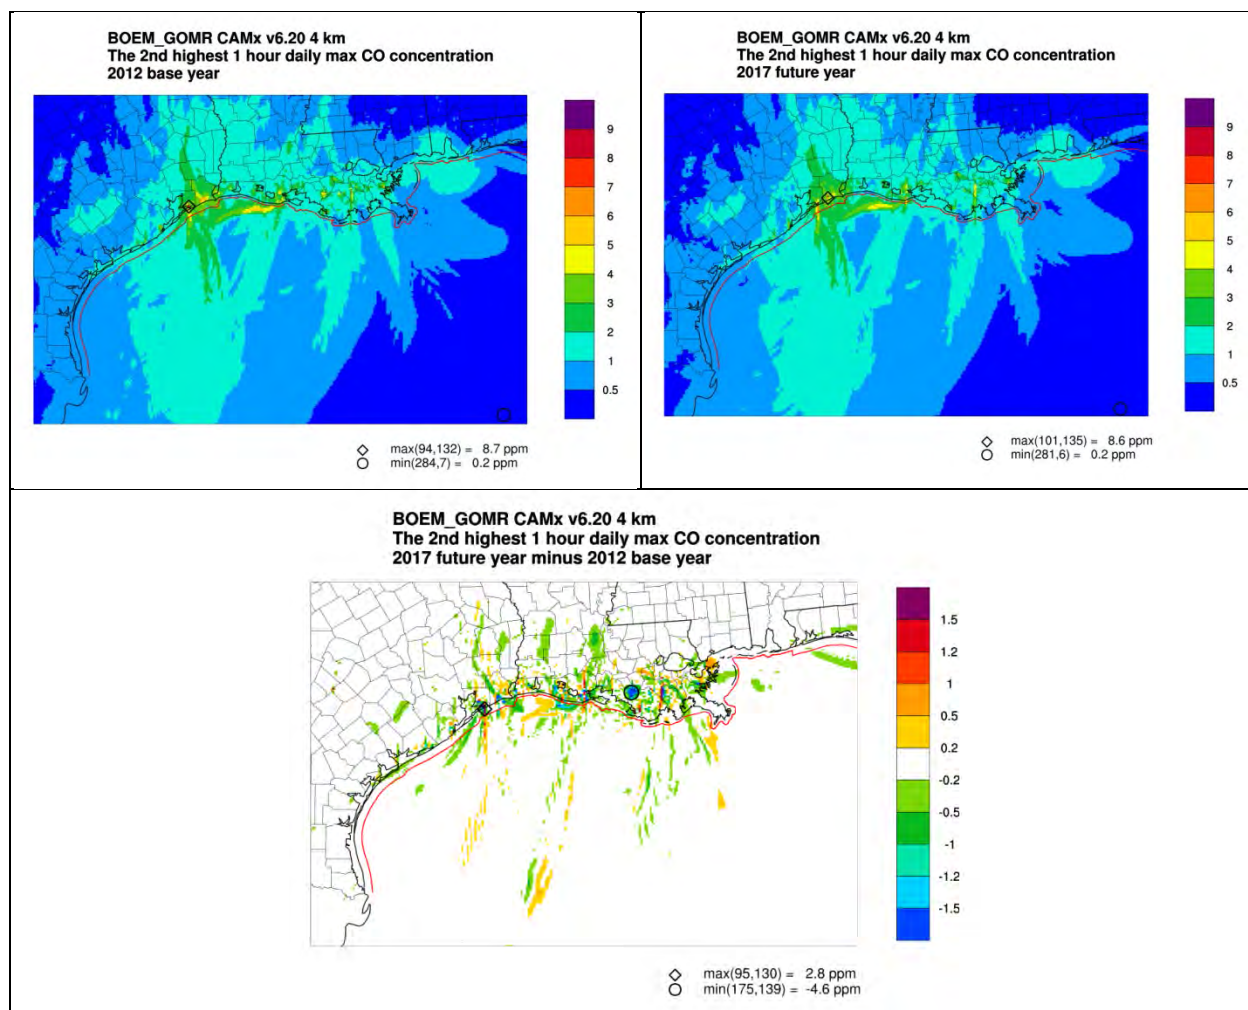 BOEM_GOMR CAMx v6.20 4 km
The 2nd highest 1 hour daily max CO concentration
2012 base year
9
8
7
6
5
4
3
2
1
0.5
max(94,132) = 8.7 ppm
min(284,7) = 0.2 ppm
BOEM_GOMR CAMx v6.20 4 km
The 2nd highest 1 hour daily max CO concentration
2017 future year
9
8
7
6
5
4
3
2
1
0.5
max(101,135) = 8.6 ppm
min(281,6) = 0.2 ppm
BOEM_GOMR CAMx v6.20 4 km
The 2nd highest 1 hour daily max CO concentration
2017 future year minus 2012 base year
1.5
1.2
1
0.5
0.2
-0.2
-0.5
-1
-1.2
-1.5
max(95,130) = 2.8 ppm
min(175,139) = -4.6 ppm